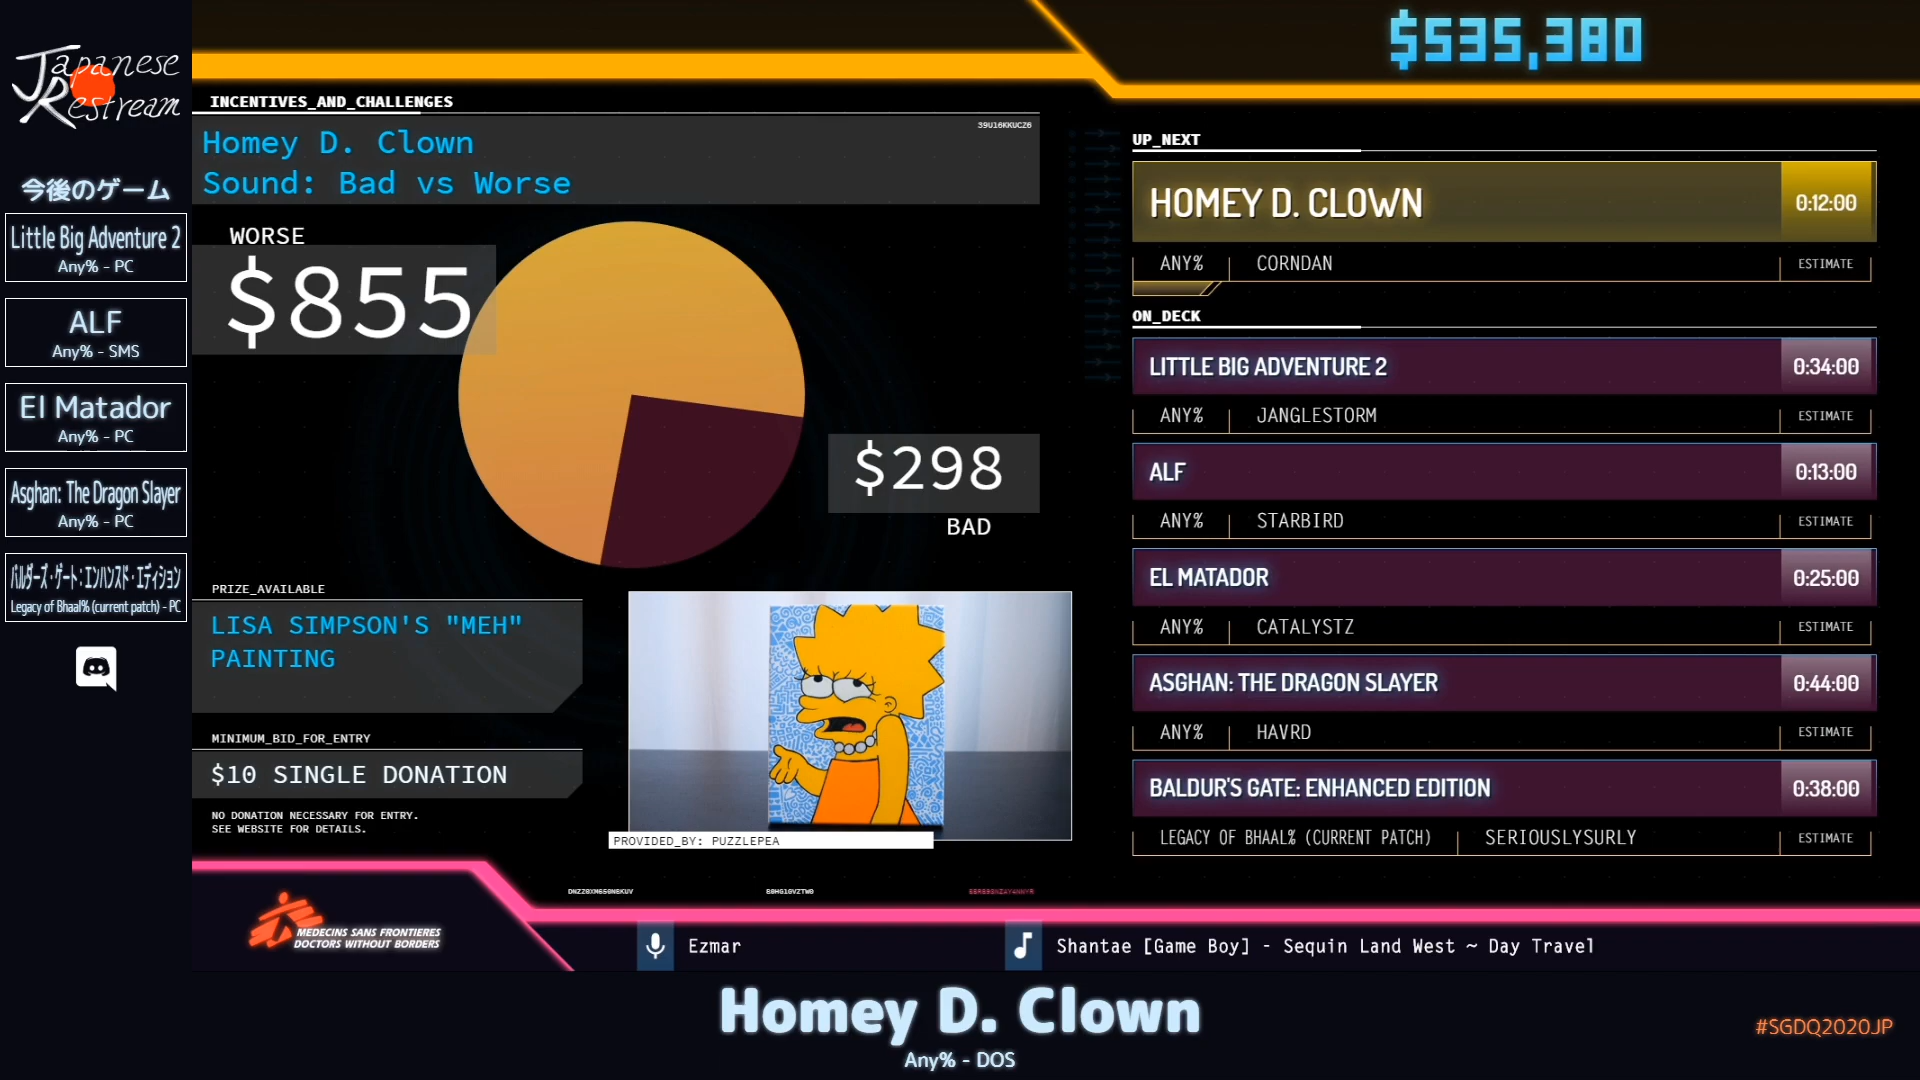 Japanese
Restream
今後のゲーム
Little Big Adventure 2
Any% - PC
ALF
Any% - SMS
El Matador
Any% - PC
Asghan: The Dragon Slayer
Any% - PC
バルダーズ・ゲート:エンハンスド・エディション
Legacy of Bhaal% (current patch) - PC
$535,380
INCENTIVES_AND_CHALLENGES
39U16KKUCZ6
Homey D. Clown
Sound: Bad vs Worse
WORSE
$855
$298
BAD
PRIZE_AVAILABLE
LISA SIMPSON'S "MEH"
PAINTING
MINIMUM_BID_FOR_ENTRY
$10 SINGLE DONATION
NO DONATION NECESSARY FOR ENTRY.
SEE WEBSITE FOR DETAILS.
PROVIDED_BY: PUZZLEPEA
UP_NEXT
HOMEY D. CLOWN 0:12:00
ANY% CORNDAN ESTIMATE
ON_DECK
LITTLE BIG ADVENTURE 2 0:34:00
ANY% JANGLESTORM ESTIMATE
ALF 0:13:00
ANY% STARBIRD ESTIMATE
EL MATADOR 0:25:00
ANY% CATALYSTZ ESTIMATE
ASGHAN: THE DRAGON SLAYER 0:44:00
ANY% HAVRD ESTIMATE
BALDUR'S GATE: ENHANCED EDITION 0:38:00
LEGACY OF BHAAL% (CURRENT PATCH) SERIOUSLYSURLY ESTIMATE
MEDECINS SANS FRONTIERES
DOCTORS WITHOUT BORDERS
Ezmar
Shantae [Game Boy] - Sequin Land West ~ Day Travel
Homey D. Clown
Any% - DOS
#SGDQ2020JP